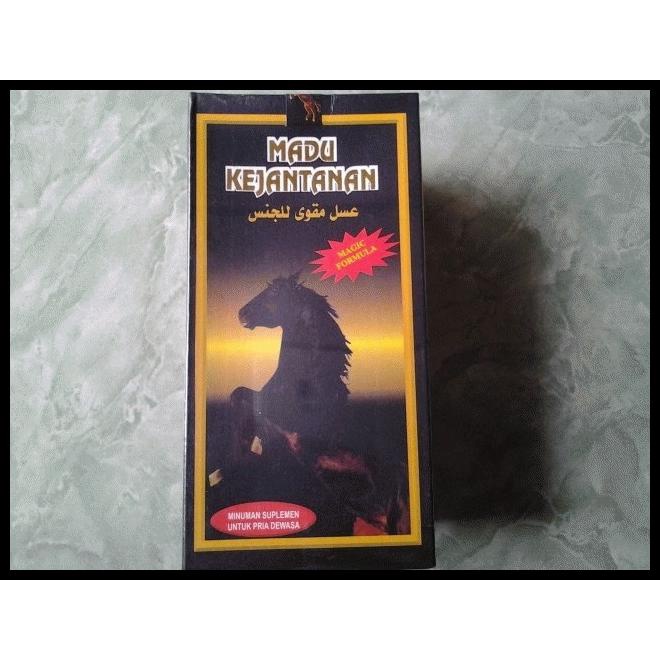 MADU
KEJANTANAN
عسل مقوى للجنس
MAGIC
FORMULA
MINUMAN SUPLEMEN
UNTUK PRIA DEWASA